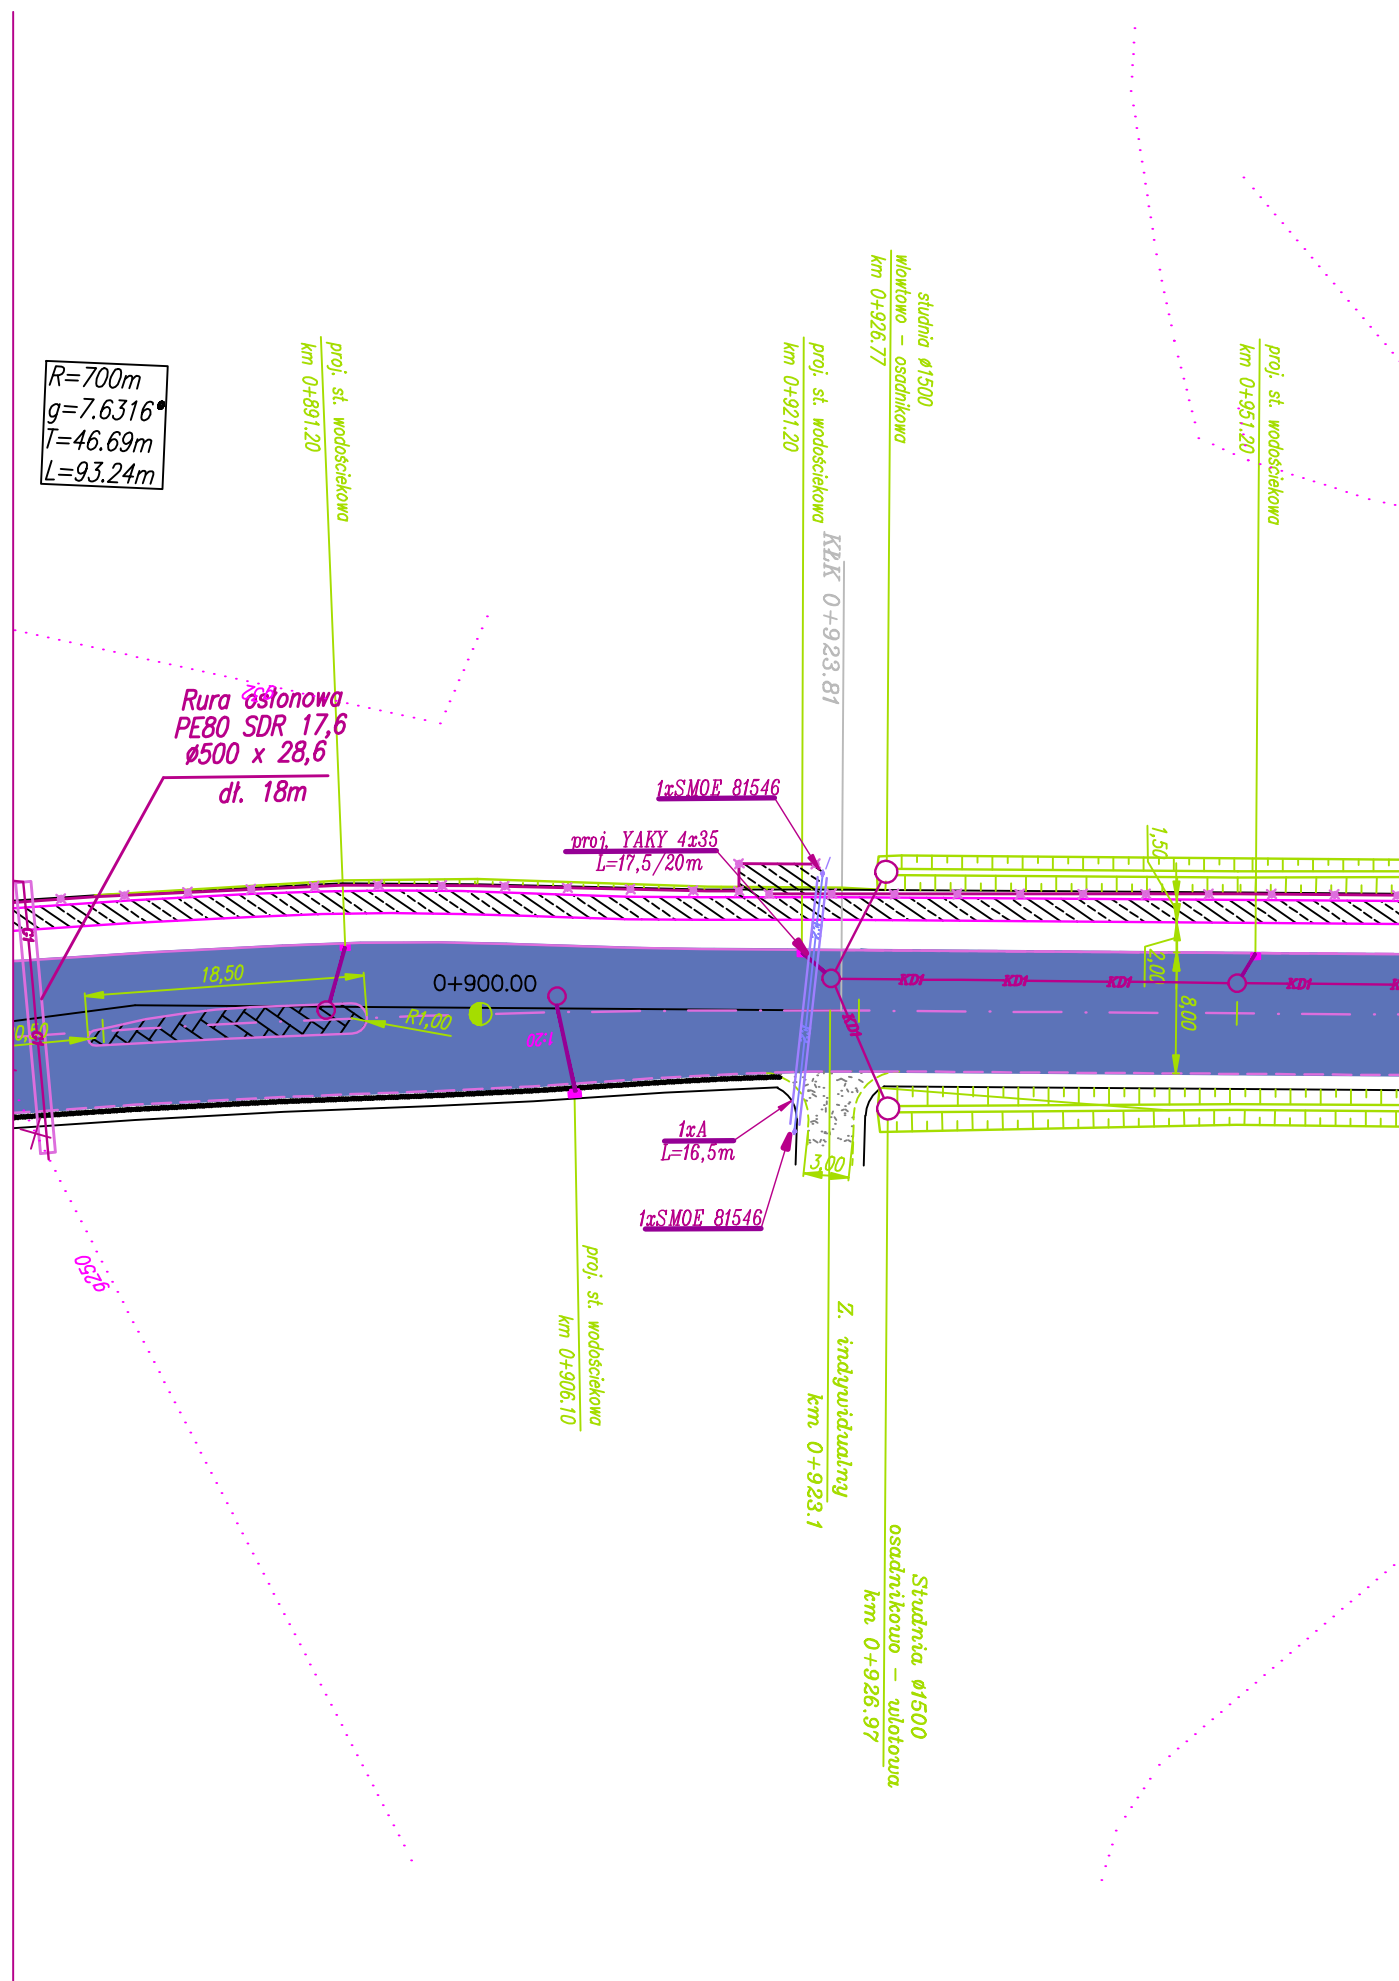 R=700m
g=7.6316
T=46.69m
L=93.24m
proj. st. wodościekowa
km 0+891.20
proj. st. wodościekowa
km 0+921.20
studnia ø1500
wlowtowo - osadnikowa
km 0+926.77
proj. st. wodościekowa
km 0+951.20
KŁK 0+923.81
Rura osłonowa
PE80 SDR 17,6
ø500 x 28,6
dł. 18m
1xSMOE 81546
proj. YAKY 4x35
L=17,5/20m
1,50
2,00
8,00
18,50
0+900.00
R1,00
KD1
KD1
KD1
KD1
KD1
1xA
L=16,5m
3,00
1xSMOE 81546
g250
proj. st. wodościekowa
km 0+906.10
Z. indywidualny
km 0+923.1
Studnia ø1500
osadnikowo - wlotowa
km 0+926.97